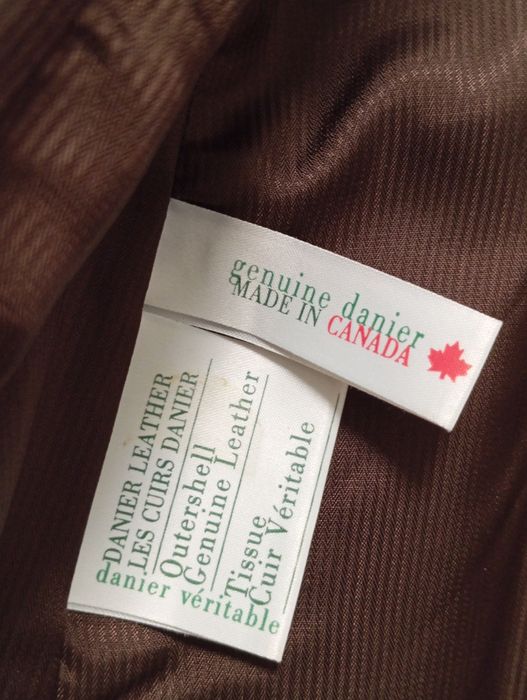 genuine danier
MADE IN CANADA
DANIER LEATHER
LES CUIRS DANIER
Outershell
Genuine Leather
Tissue
Cuir Véritable
danier véritable